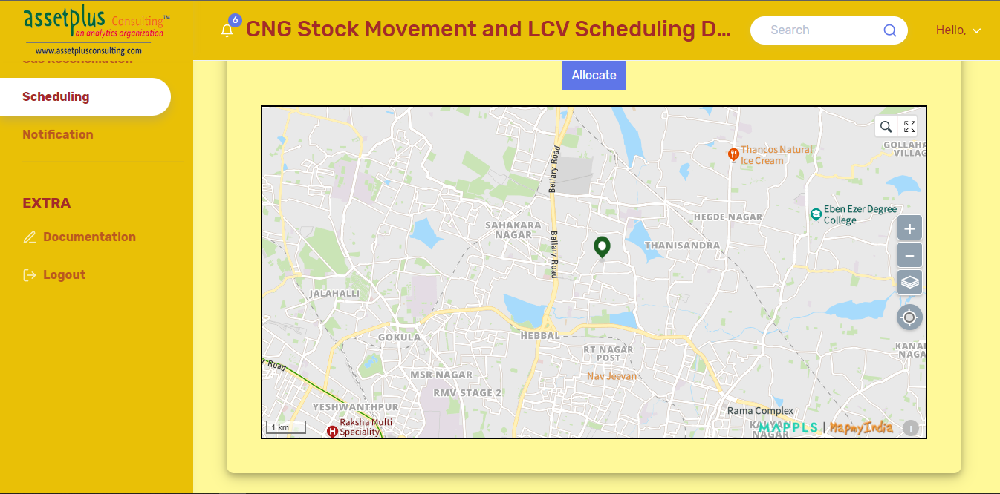 assetplus Consulting™
an analytics organization
www.assetplusconsulting.com
6
CNG Stock Movement and LCV Scheduling D...
Search
Hello,
Gas Reconciliation
Scheduling
Notification
EXTRA
Documentation
Logout
Allocate
Bellary Road
Thancos Natural
Ice Cream
GOLLAHA
VILLAG
Eben Ezer Degree
College
HEGDE NAGAR
SAHAKARA
NAGAR
THANISANDRA
Bellary Road
JALAHALLI
GOKULA
HEBBAL
RT NAGAR
POST
KANA
NAGA
r Road
MSR NAGAR
Nav Jeevan
RMV STAGE 2
YESHWANTHPUR
Rama Complex
Raksha Multi
Speciality
H
1 km
KALYAN
NAGAR
MAPPLS | MapmyIndia
i